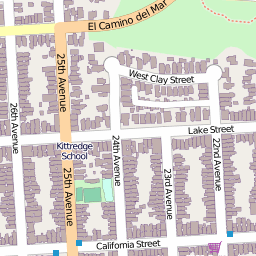 El Camino del Mar
West Clay Street
25th Avenue
26th Avenue
Lake Street
Kittredge
School
24th Avenue
22nd Avenue
23rd Avenue
25th Avenue
California Street